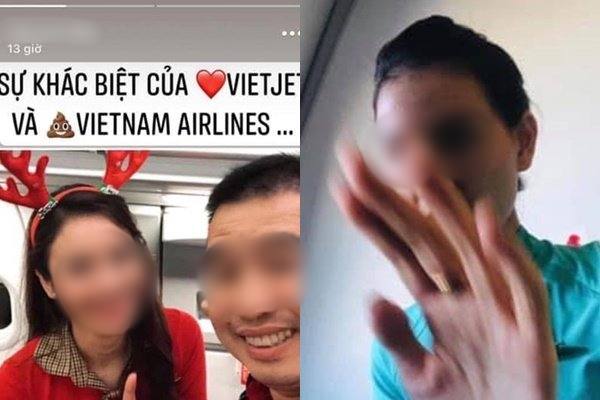 13 giờ
SỰ KHÁC BIỆT CỦA ❤️VIETJET
VÀ 💩VIETNAM AIRLINES ...